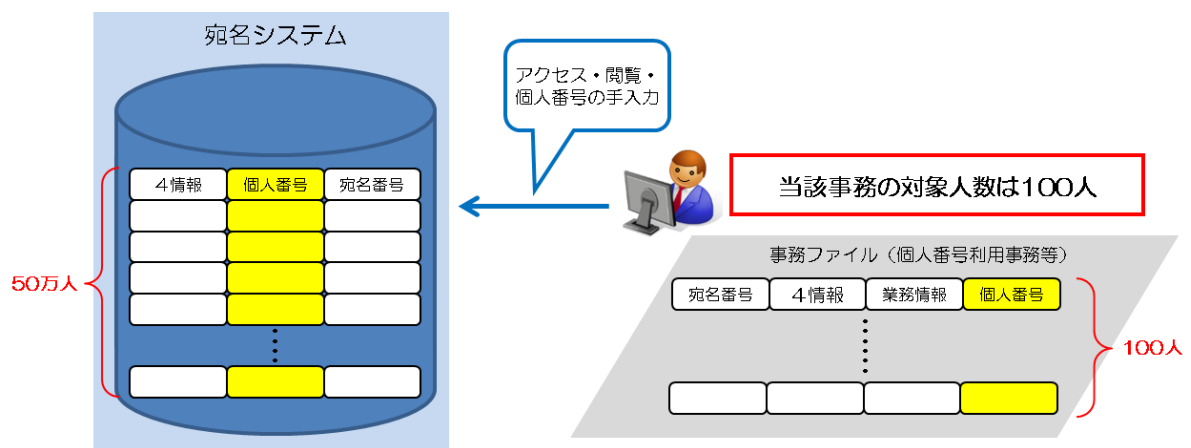 宛名システム
アクセス・閲覧・
個人番号の手入力
4情報 個人番号 宛名番号
50万人
当該事務の対象人数は100人
事務ファイル（個人番号利用事務等）
宛名番号 4情報 業務情報 個人番号
100人